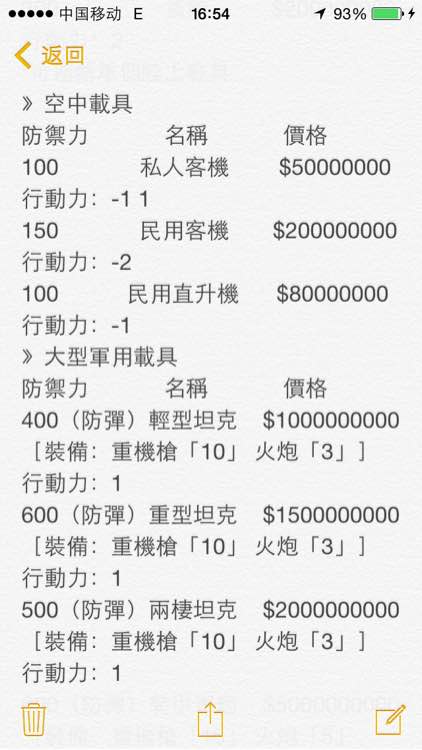 中国移动 E 16:54 93%
返回
》空中載具
防禦力 名稱 價格
100 私人客機 $50000000
行動力：-1 1
150 民用客機 $200000000
行動力：-2
100 民用直升機 $80000000
行動力：-1
》大型軍用載具
防禦力 名稱 價格
400（防彈）輕型坦克 $1000000000
［裝備：重機槍「10」 火炮「3」］
行動力：1
600（防彈）重型坦克 $1500000000
［裝備：重機槍「10」 火炮「3」］
行動力：1
500（防彈）兩棲坦克 $2000000000
［裝備：重機槍「10」 火炮「3」］
行動力：1